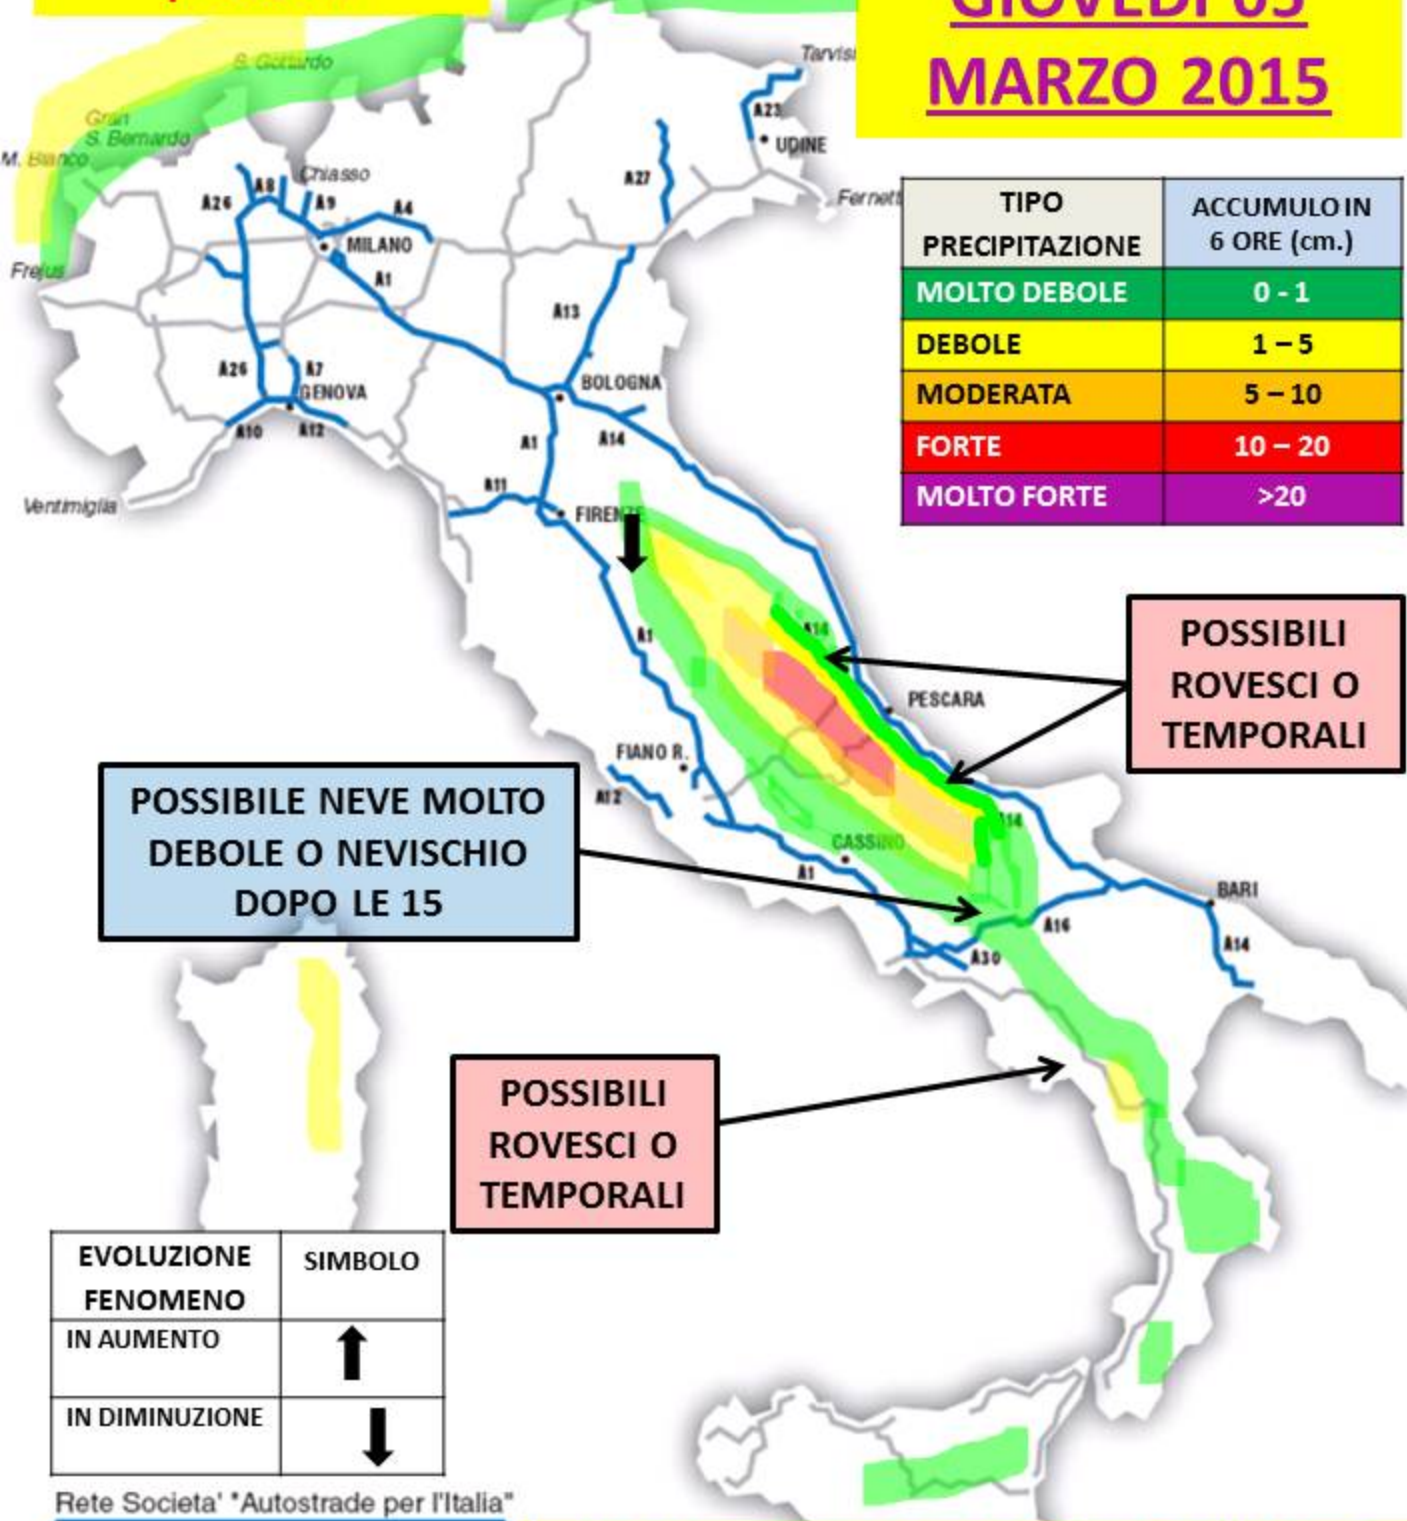 GIOVEDÌ 05
MARZO 2015
S. Gottardo
Gran
S. Bernardo
M. Bianco
Chiasso
Frejus
Ventimiglia
A26
A8
A9
A4
MILANO
A1
A27
A23
UDINE
A13
A26
A7
GENOVA
A10
A12
BOLOGNA
A1
A14
A11
FIRENZE
A1
A14
PESCARA
FIANO R.
A12
CASSINO
A1
A14
A16
A30
BARI
A14
TIPO
PRECIPITAZIONE
ACCUMULO IN
6 ORE (cm.)
MOLTO DEBOLE
0 - 1
DEBOLE
1 – 5
MODERATA
5 – 10
FORTE
10 – 20
MOLTO FORTE
>20
POSSIBILI
ROVESCI O
TEMPORALI
POSSIBILE NEVE MOLTO
DEBOLE O NEVISCHIO
DOPO LE 15
POSSIBILI
ROVESCI O
TEMPORALI
EVOLUZIONE
FENOMENO
SIMBOLO
IN AUMENTO
IN DIMINUZIONE
Rete Societa' "Autostrade per l'Italia"